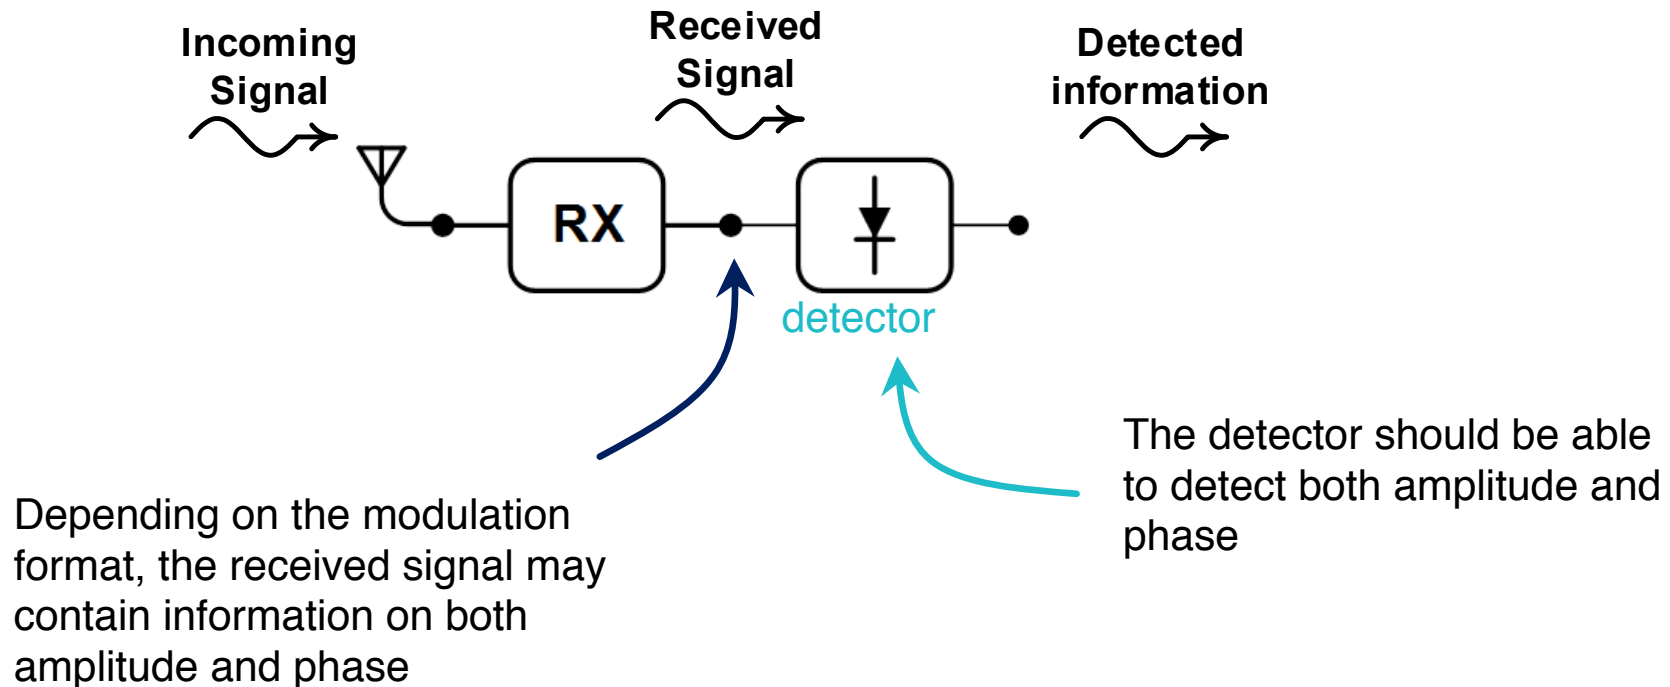 Incoming
Signal
Received
Signal
Detected
information
RX
detector
Depending on the modulation
format, the received signal may
contain information on both
amplitude and phase
The detector should be able
to detect both amplitude and
phase